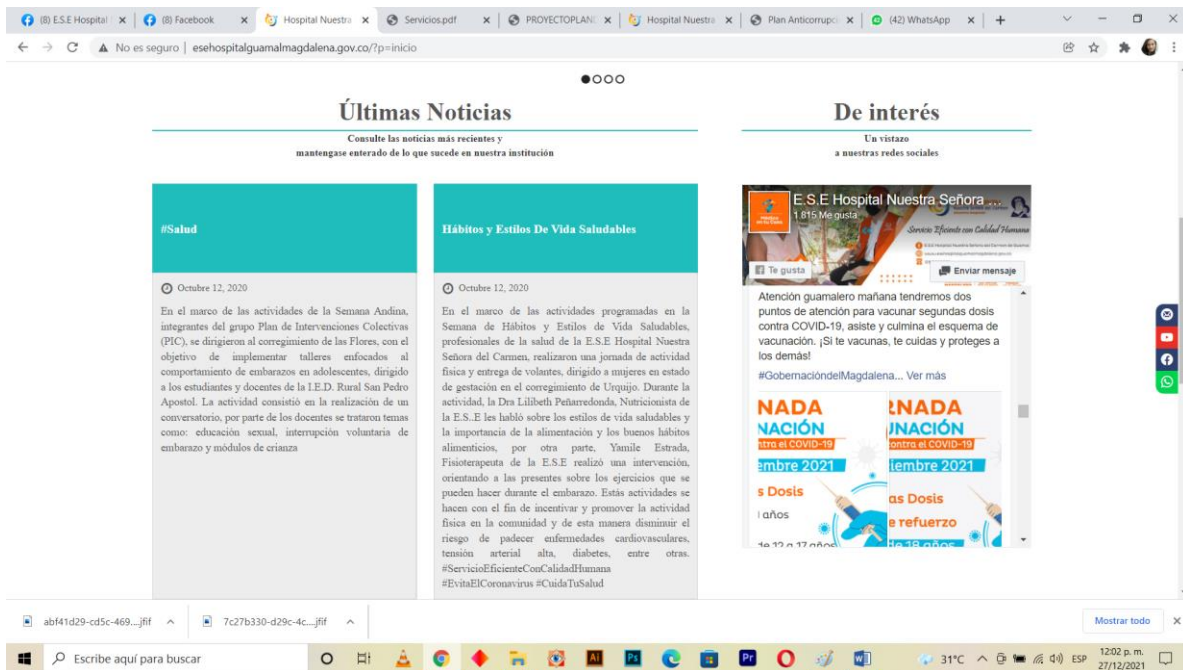 (8) E.S.E Hospital
(8) Facebook
Hospital Nuestra
Servicios.pdf
PROYECTOPLAN
Hospital Nuestra
Plan Anticorrupci
(42) WhatsApp
No es seguro | esehospitalguamalmagdalena.gov.co/?p=inicio
Últimas Noticias
Consulte las noticias más recientes y
mantengase enterado de lo que sucede en nuestra institución
#Salud
Octubre 12, 2020
En el marco de las actividades de la Semana Andina,
integrantes del grupo Plan de Intervenciones Colectivas
(PIC), se dirigieron al corregimiento de las Flores, con el
objetivo de implementar talleres enfocados al
comportamiento de embarazos en adolescentes, dirigido
a los estudiantes y docentes de la I.E.D. Rural San Pedro
Apostol. La actividad consistió en la realización de un
conversatorio, por parte de los docentes se trataron temas
como: educación sexual, interrupción voluntaria de
embarazo y módulos de crianza
Hábitos y Estilos De Vida Saludables
Octubre 12, 2020
En el marco de las actividades programadas en la
Semana de Hábitos y Estilos de Vida Saludables,
profesionales de la salud de la E.S.E Hospital Nuestra
Señora del Carmen, realizaron una jornada de actividad
física y entrega de volantes, dirigido a mujeres en estado
de gestación en el corregimiento de Urquijo. Durante la
actividad, la Dra Lilibeth Peñarredonda, Nutricionista de
la E.S..E les habló sobre los estilos de vida saludables y
la importancia de la alimentación y los buenos hábitos
alimenticios, por otra parte, Yamile Estrada,
Fisioterapeuta de la E.S.E realizó una intervención,
orientando a las presentes sobre los ejercicios que se
pueden hacer durante el embarazo. Estás actividades se
hacen con el fin de incentivar y promover la actividad
física en la comunidad y de esta manera disminuir el
riesgo de padecer enfermedades cardiovasculares,
tensión arterial alta, diabetes, entre otras.
#ServicioEficienteConCalidadHumana
#EvitaElCoronavirus #CuidaTuSalud
De interés
Un vistazo
a nuestras redes sociales
E.S.E Hospital Nuestra Señora ...
1.815 Me gusta
Servicio Eficiente con Calidad Humana
Te gusta
Enviar mensaje
Atención guamalero mañana tendremos dos
puntos de atención para vacunar segundas dosis
contra COVID-19, asiste y culmina el esquema de
vacunación. ¡Si te vacunas, te cuidas y proteges a
los demás!
#GobernacióndelMagdalena... Ver más
NADA
NACIÓN
ntra el COVID-19
embre 2021
s Dosis
años
de 12 a 17 años
RNADA
UNACIÓN
contra el COVID-19
iembre 2021
as Dosis
e refuerzo
de 18 años
abf41d29-cd5c-469....jfif
7c27b330-d29c-4c....jfif
Mostrar todo
Escribe aquí para buscar
Ai
Ps
Pr
31°C
ESP
12:02 p. m.
27/12/2021